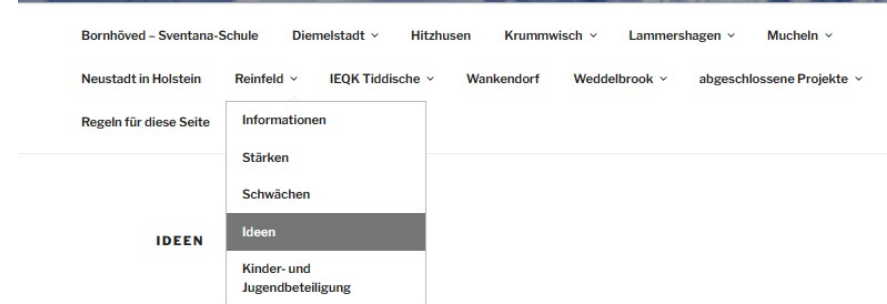 Bornhöved – Sventana-Schule Diemelstadt Hitzhusen Krummwisch Lammershagen Mucheln
Neustadt in Holstein Reinfeld IEQK Tiddische Wankendorf Weddelbrook abgeschlossene Projekte
Regeln für diese Seite
Informationen
Stärken
Schwächen
Ideen
Kinder- und
Jugendbeteiligung
IDEEN